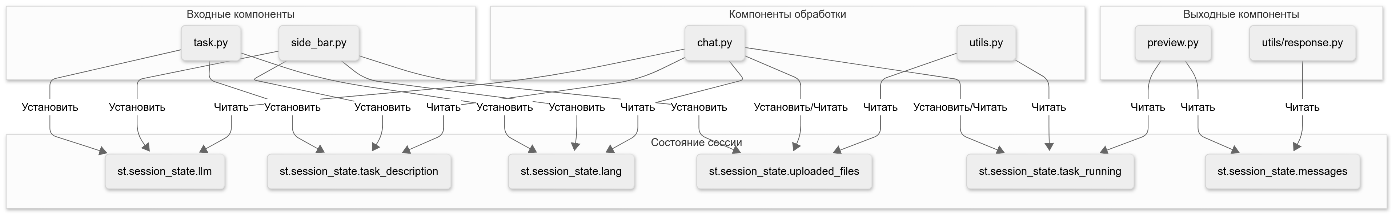 Входные компоненты
Компоненты обработки
Выходные компоненты
task.py
side_bar.py
chat.py
utils.py
preview.py
utils/response.py
Установить
Установить
Читать
Установить
Установить
Читать
Установить
Установить
Читать
Установить
Установить/Читать
Читать
Установить/Читать
Читать
Читать
Читать
Читать
Состояние сессии
st.session_state.llm
st.session_state.task_description
st.session_state.lang
st.session_state.uploaded_files
st.session_state.task_running
st.session_state.messages